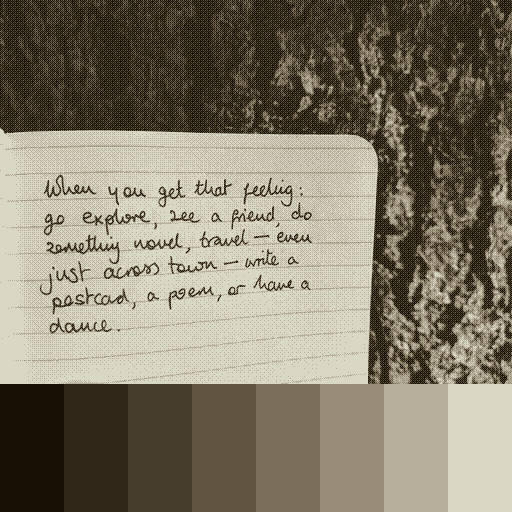 When you get that feeling:
go explore, see a friend, do
something novel, travel — even
just across town — write a
postcard, a poem, or have a
dance.